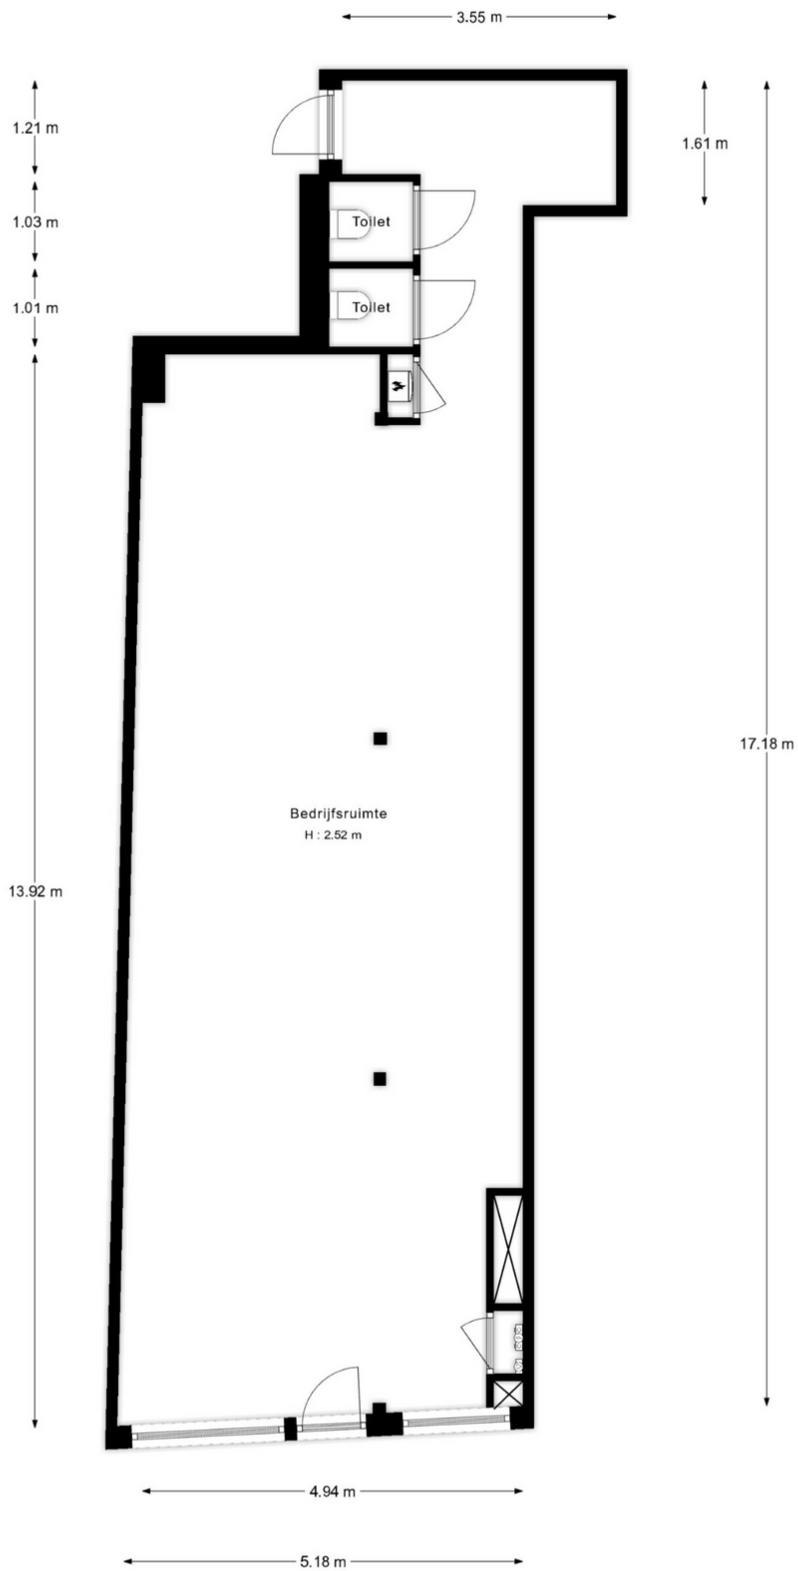 3.55 m
1.21 m
1.61 m
1.03 m
Toilet
1.01 m
Toilet
17.18 m
Bedrijfsruimte
H : 2.52 m
13.92 m
4.94 m
5.18 m